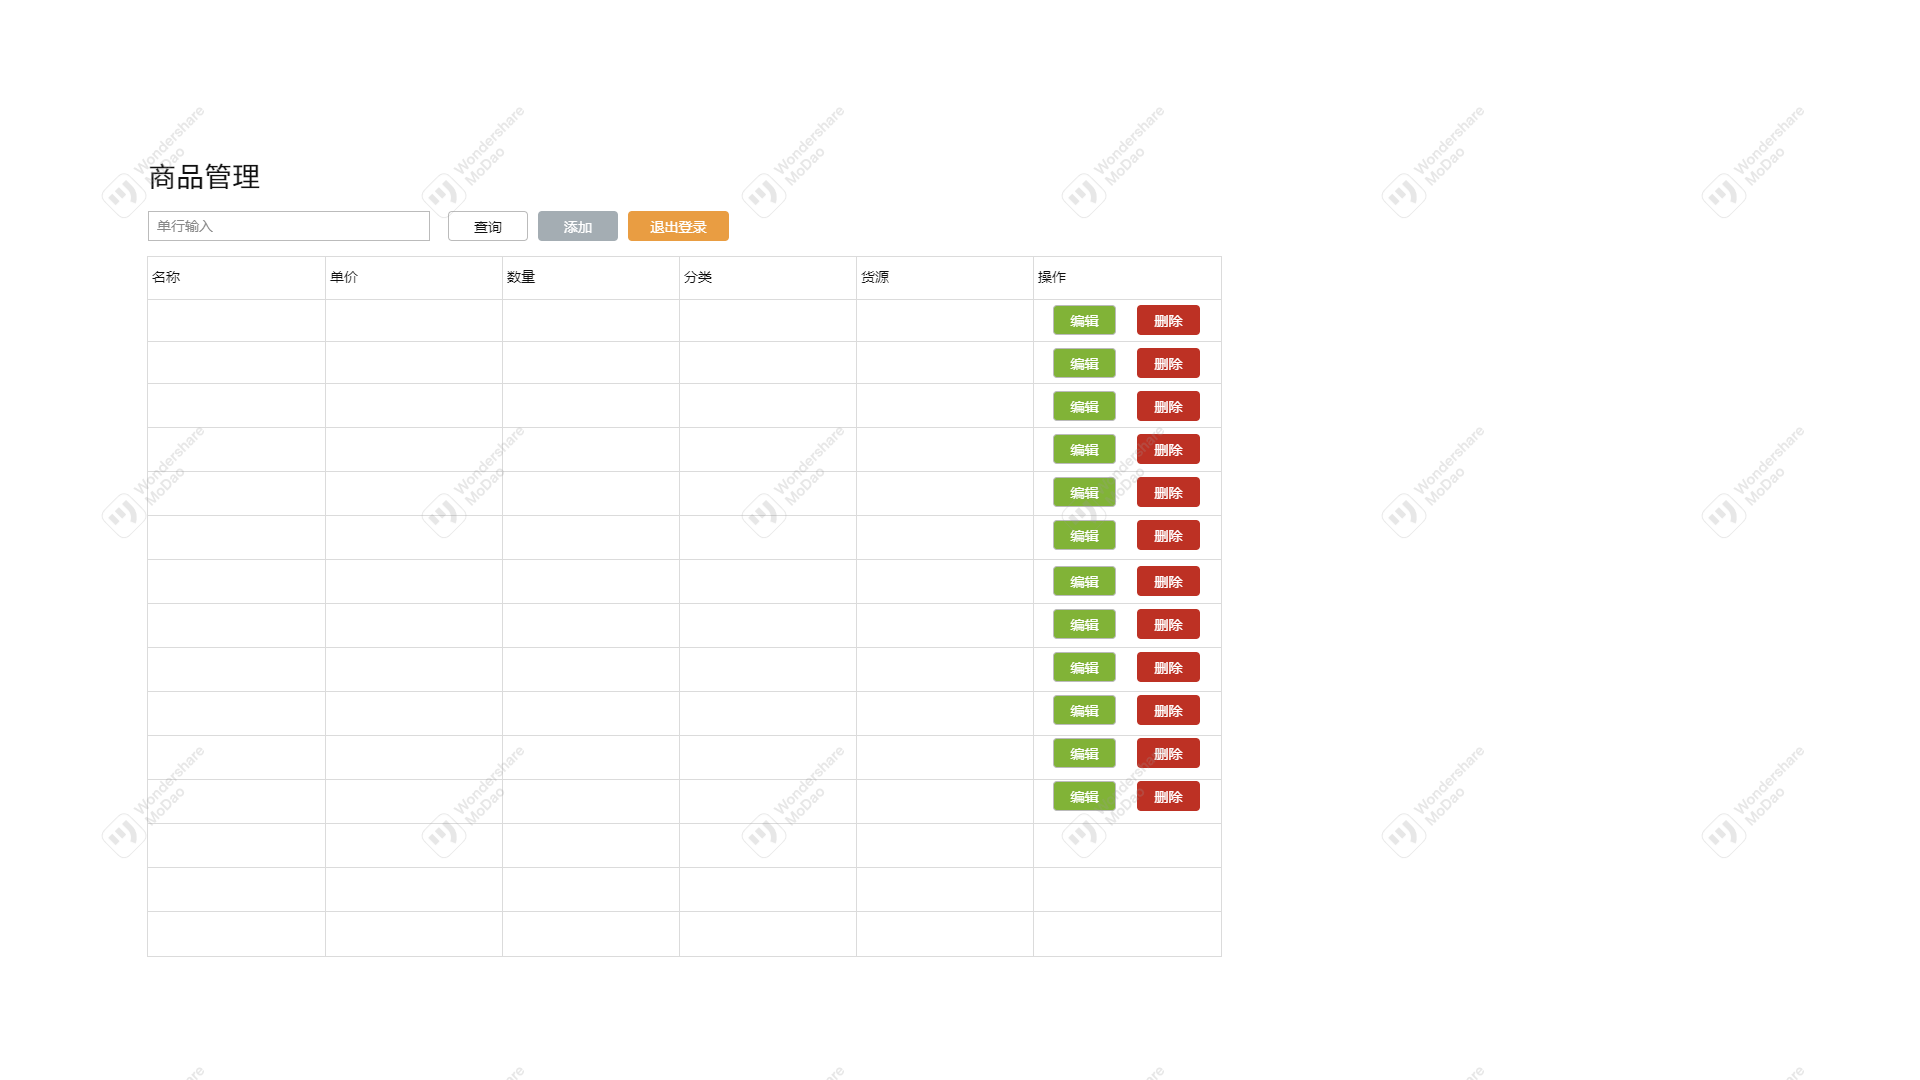 商品管理
单行输入 查询 添加 退出登录
名称 单价 数量 分类 货源 操作
编辑 删除
编辑 删除
编辑 删除
编辑 删除
编辑 删除
编辑 删除
编辑 删除
编辑 删除
编辑 删除
编辑 删除
编辑 删除
编辑 删除
Wondershare
MoDao